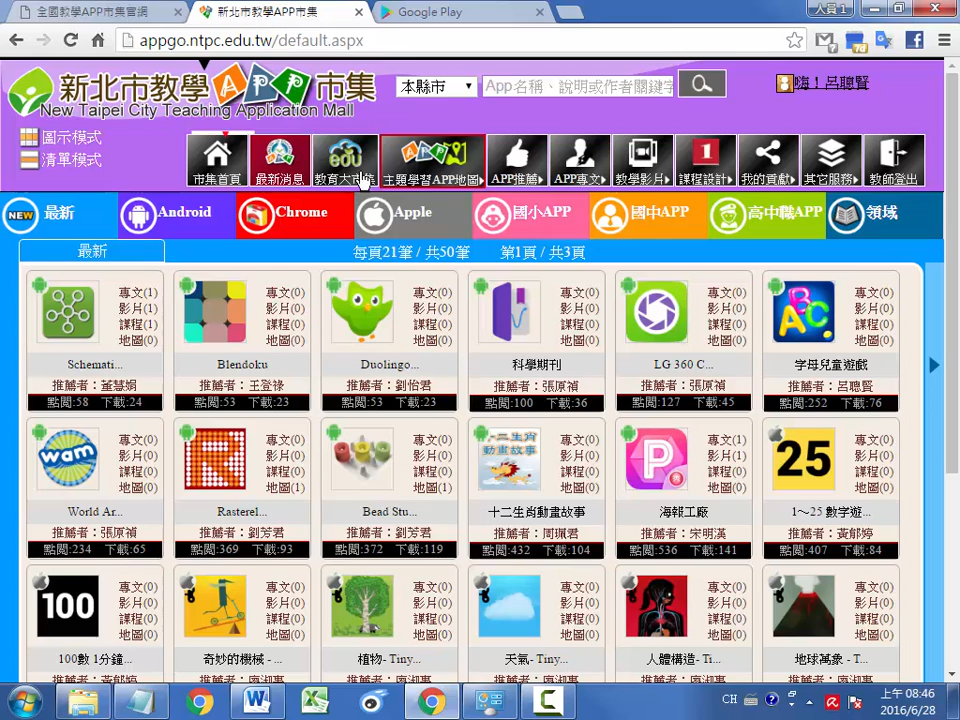 全國教學APP市集官網
新北市教學APP市集
Google Play
人員 1
appgo.ntpc.edu.tw/default.aspx
新北市教學APP市集
New Taipei City Teaching Application Mall
本縣市
App名稱、說明或作者關鍵字
嗨！呂聰賢
圖示模式
清單模式
市集首頁
最新消息
教育大市集
主題學習APP地圖
APP推薦
APP專文
教學影片
課程設計
我的貢獻
其它服務
教師登出
NEW 最新
Android
Chrome
Apple
國小APP
國中APP
高中職APP
領域
最新
每頁21筆 / 共50筆
第1頁 / 共3頁
專文(1)
影片(1)
課程(1)
地圖(0)
Schemati...
推薦者：董慧娟
點閱:58 下載:24
專文(0)
影片(0)
課程(0)
地圖(0)
Blendoku
推薦者：王登祿
點閱:53 下載:23
專文(0)
影片(0)
課程(0)
地圖(0)
Duolingo...
推薦者：劉怡君
點閱:53 下載:23
專文(0)
影片(0)
課程(0)
地圖(0)
科學期刊
推薦者：張原禎
點閱:100 下載:36
專文(0)
影片(0)
課程(0)
地圖(0)
LG 360 C...
推薦者：張原禎
點閱:127 下載:45
ABC
專文(0)
影片(0)
課程(0)
地圖(0)
字母兒童遊戲
推薦者：呂聰賢
點閱:252 下載:76
wam
專文(0)
影片(0)
課程(0)
地圖(0)
World Ar...
推薦者：張原禎
點閱:234 下載:65
R
專文(0)
影片(0)
課程(0)
地圖(1)
Rasterel...
推薦者：劉芳君
點閱:369 下載:93
專文(0)
影片(0)
課程(0)
地圖(1)
Bead Stu...
推薦者：劉芳君
點閱:372 下載:119
十二生肖
動畫故事
專文(0)
影片(0)
課程(0)
地圖(0)
十二生肖動畫故事
推薦者：周珮君
點閱:432 下載:104
P
專文(1)
影片(1)
課程(0)
地圖(0)
海報工廠
推薦者：宋明漢
點閱:536 下載:141
25
專文(0)
影片(0)
課程(0)
地圖(0)
1～25 數字遊...
推薦者：黃郁婷
點閱:407 下載:84
100
專文(0)
影片(0)
課程(0)
地圖(0)
100數 1分鐘...
推薦者：黃郁婷
專文(0)
影片(0)
課程(0)
地圖(0)
奇妙的機械 - ...
專文(0)
影片(0)
課程(0)
地圖(0)
植物- Tiny...
專文(0)
影片(0)
課程(0)
地圖(0)
天氣- Tiny...
專文(0)
影片(0)
課程(0)
地圖(0)
人體構造- Ti...
專文(0)
影片(0)
課程(0)
地圖(0)
地球萬象 - T...
CH
上午 08:46
2016/6/28